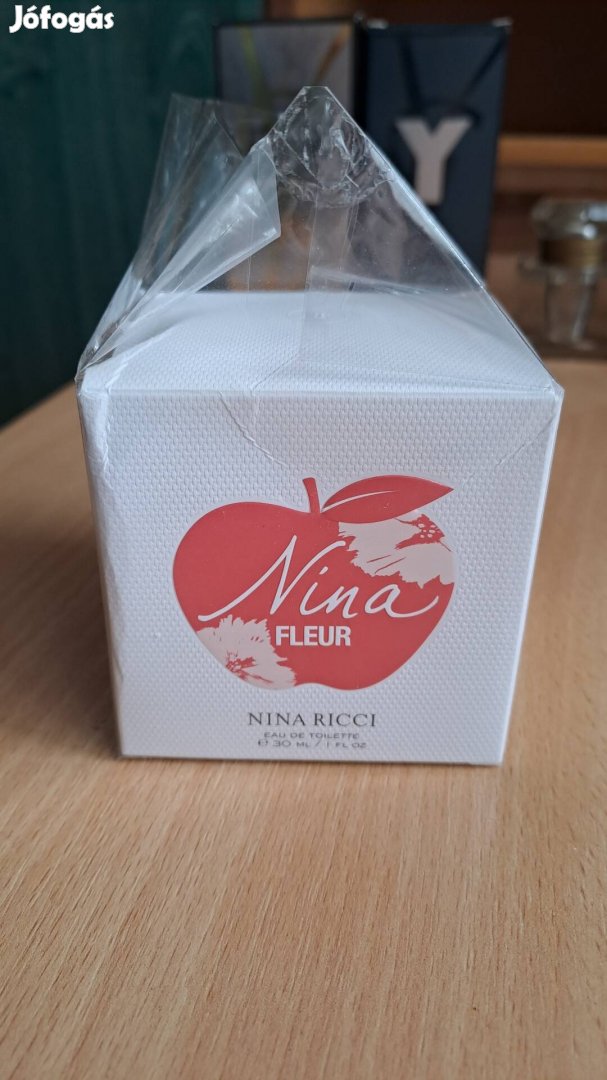 Jófogás
Y
Nina
FLEUR
NINA RICCI
EAU DE TOILETTE
℮ 30 ML / 1 FL OZ